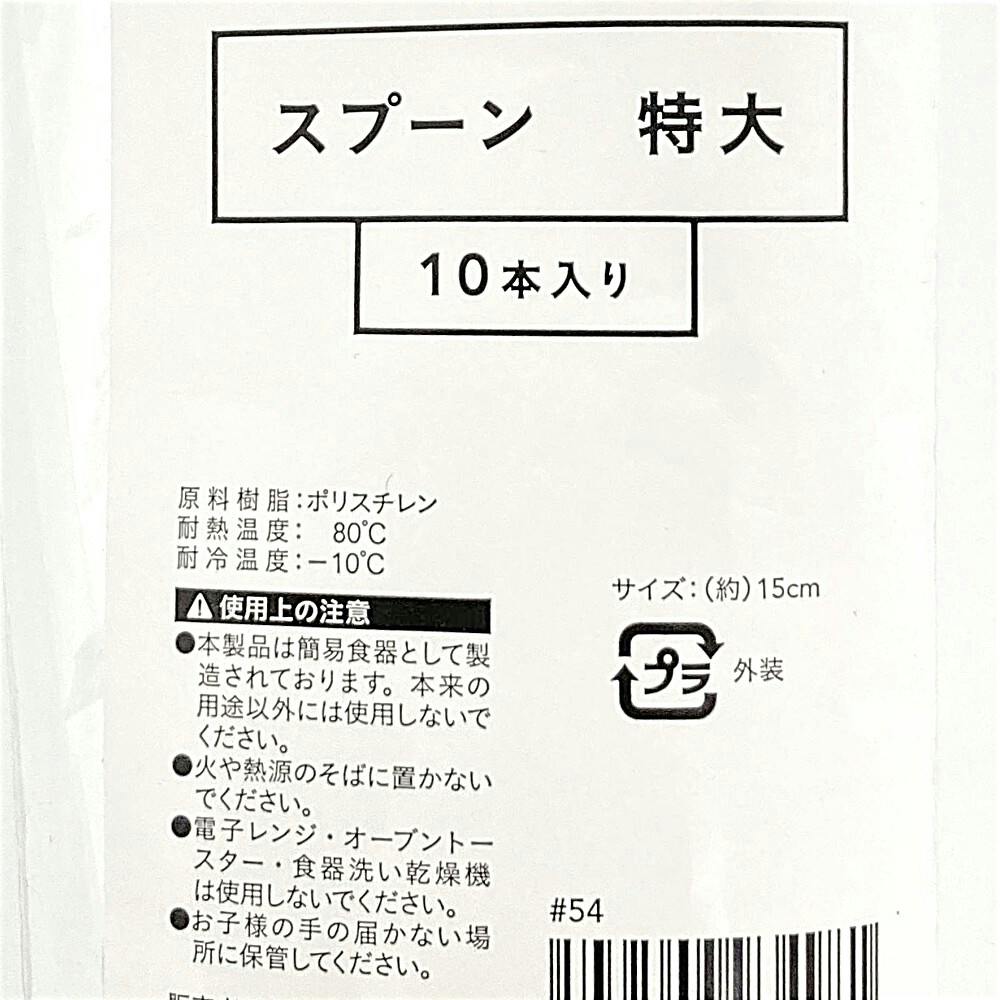 スプーン 特大
10本入り
原料樹脂:ポリスチレン
耐熱温度: 80℃
耐冷温度:−10℃
サイズ:(約)15cm
プラ 外装
使用上の注意
●本製品は簡易食器として製
造されております。本来の
用途以外には使用しないで
ください。
●火や熱源のそばに置かない
でください。
●電子レンジ・オーブントー
スター・食器洗い乾燥機
は使用しないでください。
●お子様の手の届かない場
所に保管してください。
#54